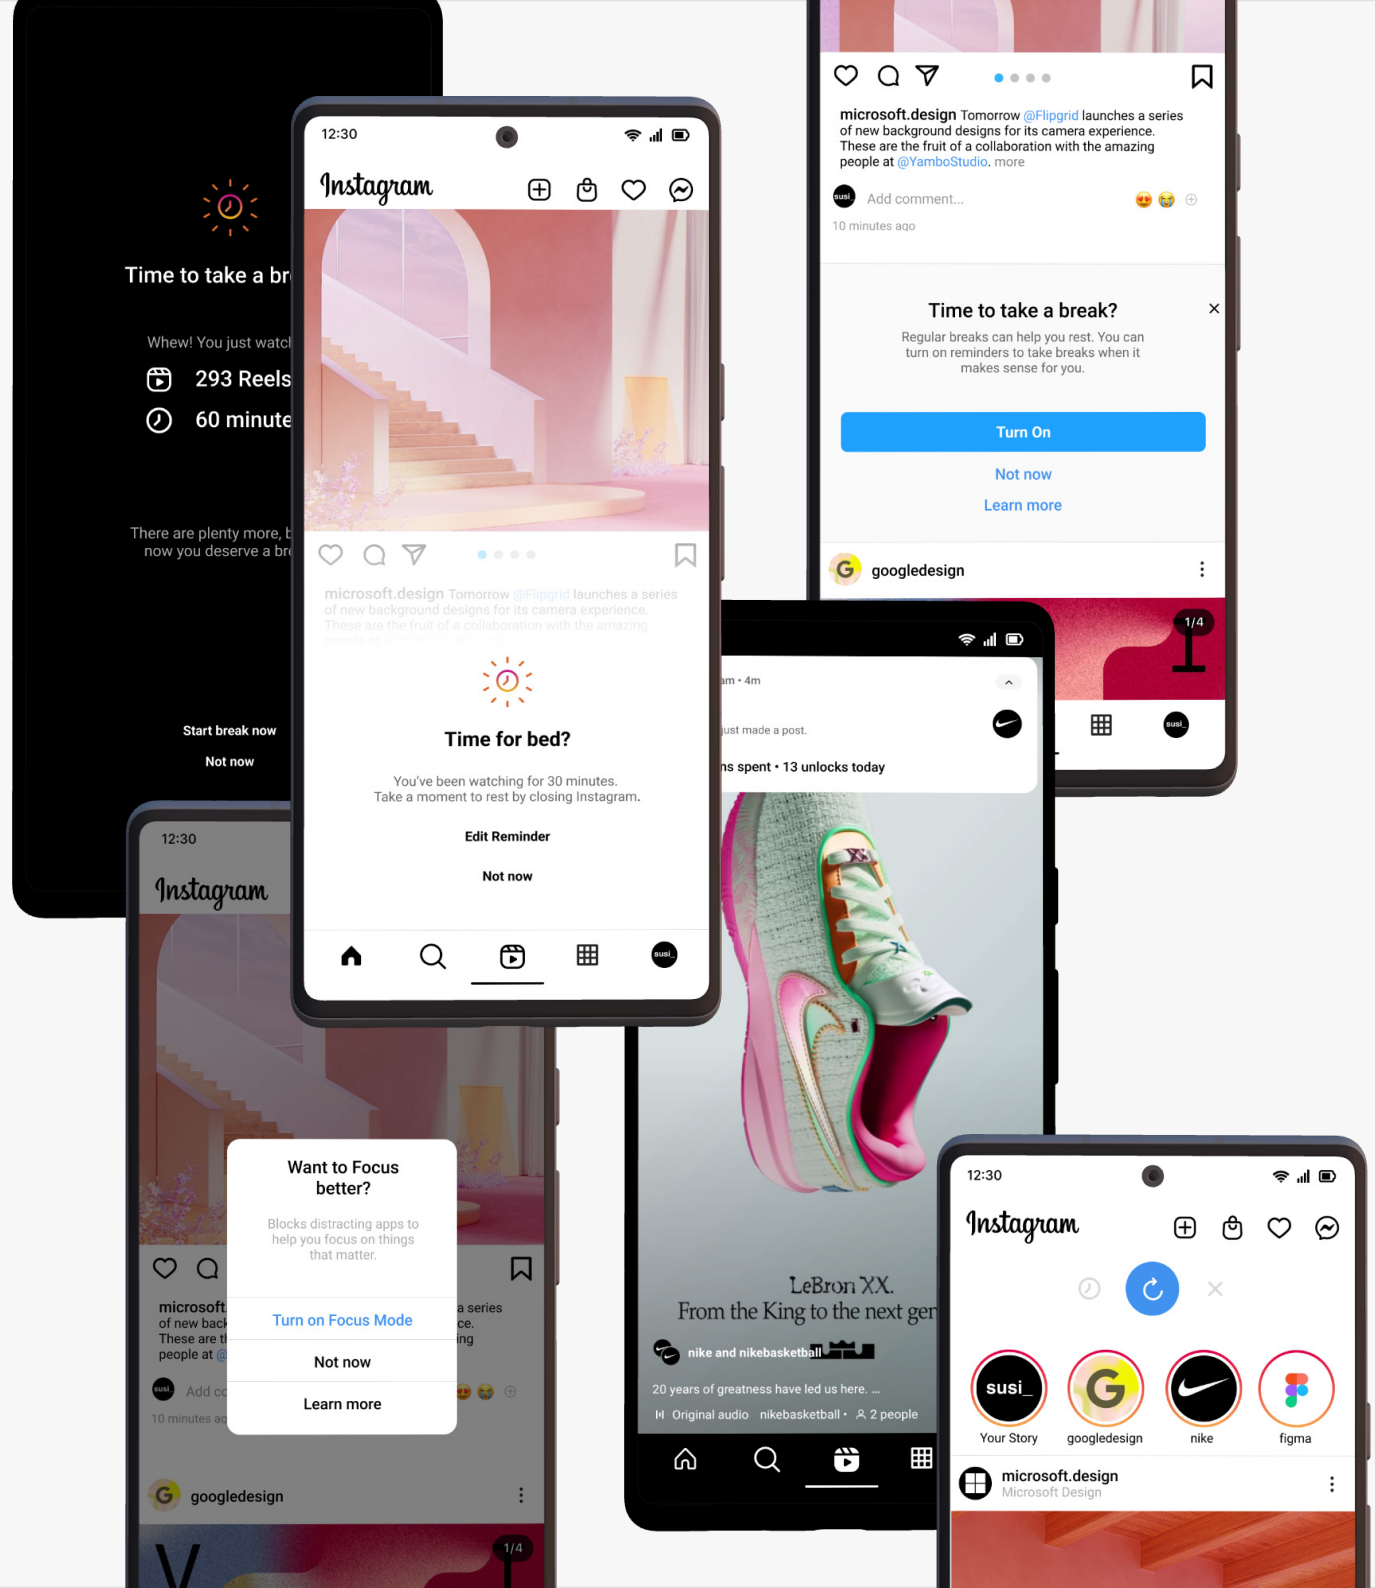 Time to take a
Whew! You just
293 Reels
60
There are plenty more,
now you deserve a
Start break now
Not now
12:30
Instagram
microsoft.design Tomorrow @Flipgrid launches a series
of new background designs for its camera experience.
These are the fruit of a collaboration with the amazing
people at
Time for bed?
You've been watching for 30 minutes.
Take a moment to rest by closing Instagram.
Edit Reminder
Not now
susi_
microsoft.design Tomorrow @Flipgrid launches a series
of new background designs for its camera experience.
These are the fruit of a collaboration with the amazing
people at @YamboStudio. more
susi_
Add comment...
10 minutes ago
Time to take a break?
Regular breaks can help you rest. You can
turn on reminders to take breaks when it
makes sense for you.
Turn On
Not now
Learn more
G
googledesign
1/4
susi_
• 4m
just made a post.
spent • 13 unlocks today
LeBron XX.
From the King to the next
nike and nikebasketball
20 years of greatness have led us here. ...
Original audio nikebasketball • 2 people
12:30
Instagram
Want to Focus
better?
Blocks distracting apps to
help you focus on things
that matter.
Turn on Focus Mode
Not now
Learn more
microsoft. a series
of new
These are
people at @
susi_
Add
10 minutes
G
googledesign
1/4
12:30
Instagram
susi_
G
Your Story
googledesign
nike
figma
microsoft.design
Microsoft Design